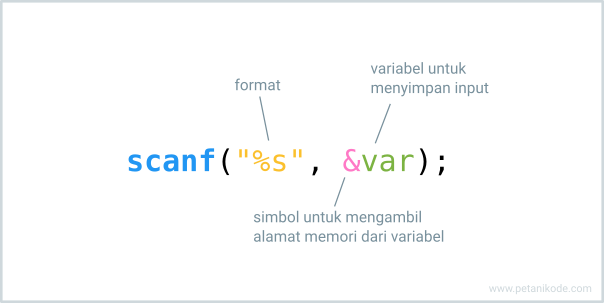 format
variabel untuk
menyimpan input
scanf("%s", &var);
simbol untuk mengambil
alamat memori dari variabel
www.petanikode.com